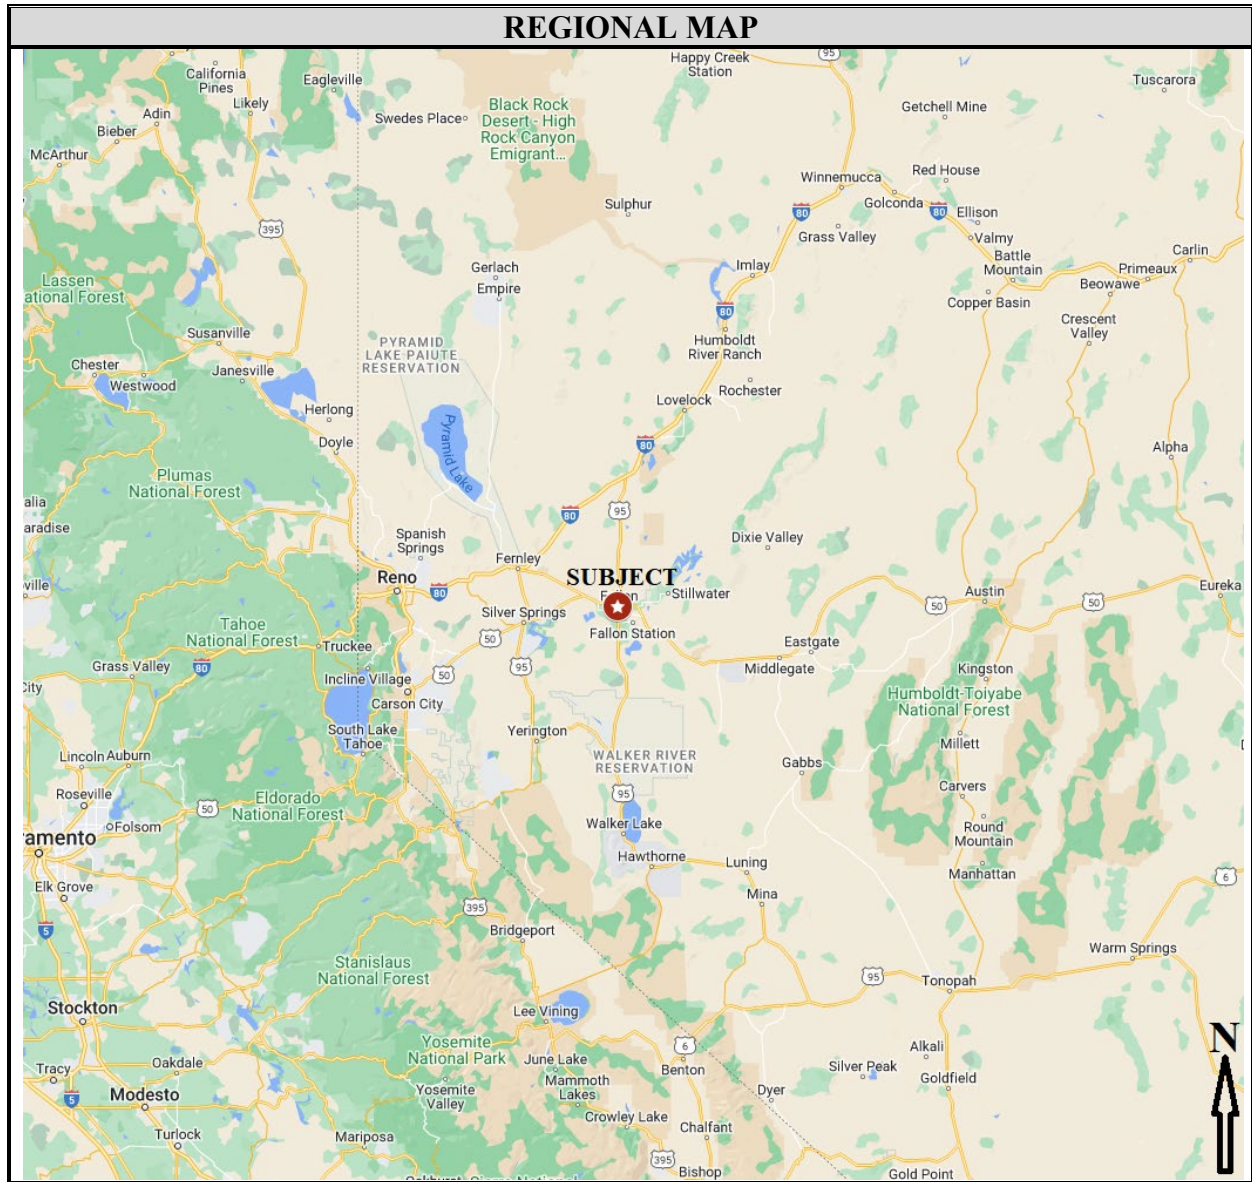 REGIONAL MAP
95
Happy Creek
Station
California
Pines
Eagleville
Tuscarora
Likely
Adin
Bieber
Swedes Place
Black Rock
Desert - High
Rock Canyon
Emigrant...
Getchell Mine
McArthur
Winnemucca
Red House
Golconda
80
80
Ellison
Sulphur
395
Grass Valley
Valmy
Battle
Mountain
Carlin
Primeaux
Beowawe
Gerlach
Empire
Imlay
Lassen
ational Forest
80
Copper Basin
Crescent
Valley
Susanville
PYRAMID
LAKE PAIUTE
RESERVATION
Humboldt
River Ranch
Chester
Westwood
Janesville
Rochester
Lovelock
Herlong
Doyle
Pyramid Lake
80
Alpha
Plumas
National Forest
alia
aradise
80
95
Spanish
Springs
Dixie Valley
Fernley
ville
Reno
80
SUBJECT
Stillwater
Austin
50
50
Eureka
Silver Springs
Fallon Station
Tahoe
National Forest
50
Truckee
Eastgate
Middlegate
Grass Valley
80
95
50
Kingston
City
Incline Village
Carson City
Humboldt-Toiyabe
National Forest
South Lake
Tahoe
Yerington
Millett
Lincoln
Auburn
WALKER RIVER
RESERVATION
Gabbs
Roseville
50
Eldorado
National Forest
95
Carvers
Folsom
Walker Lake
Round
Mountain
ramento
Hawthorne
Luning
Manhattan
6
Elk Grove
Mina
5
395
Bridgeport
Warm Springs
Stanislaus
National Forest
95
Tonopah
Stockton
Lee Vining
N
Yosemite
National Park
6
Alkali
Tracy
Oakdale
June Lake
Benton
Silver Peak
Goldfield
5
Modesto
Yosemite
Valley
Mammoth
Lakes
Dyer
Crowley Lake
Turlock
Mariposa
Chalfant
395
Bishop
Gold Point